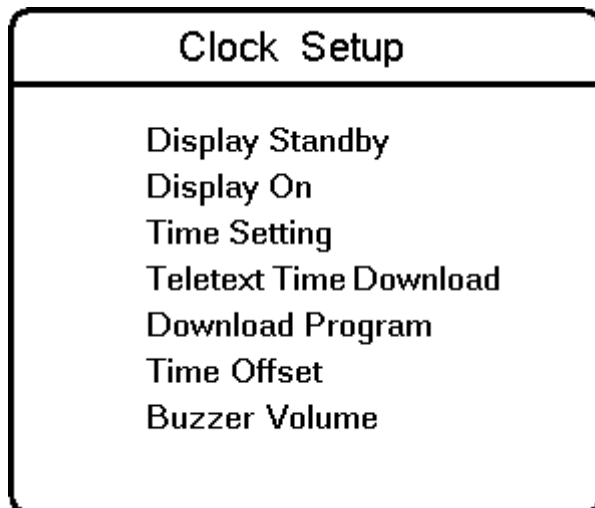 Clock Setup
Display Standby
Display On
Time Setting
Teletext Time Download
Download Program
Time Offset
Buzzer Volume